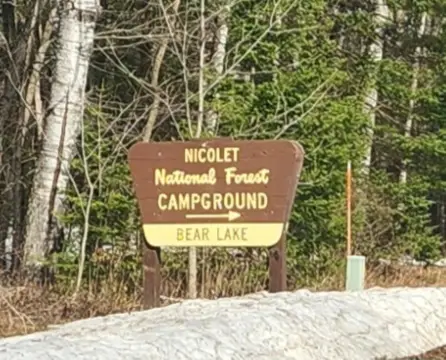 NICOLET
National Forest
CAMPGROUND
BEAR LAKE